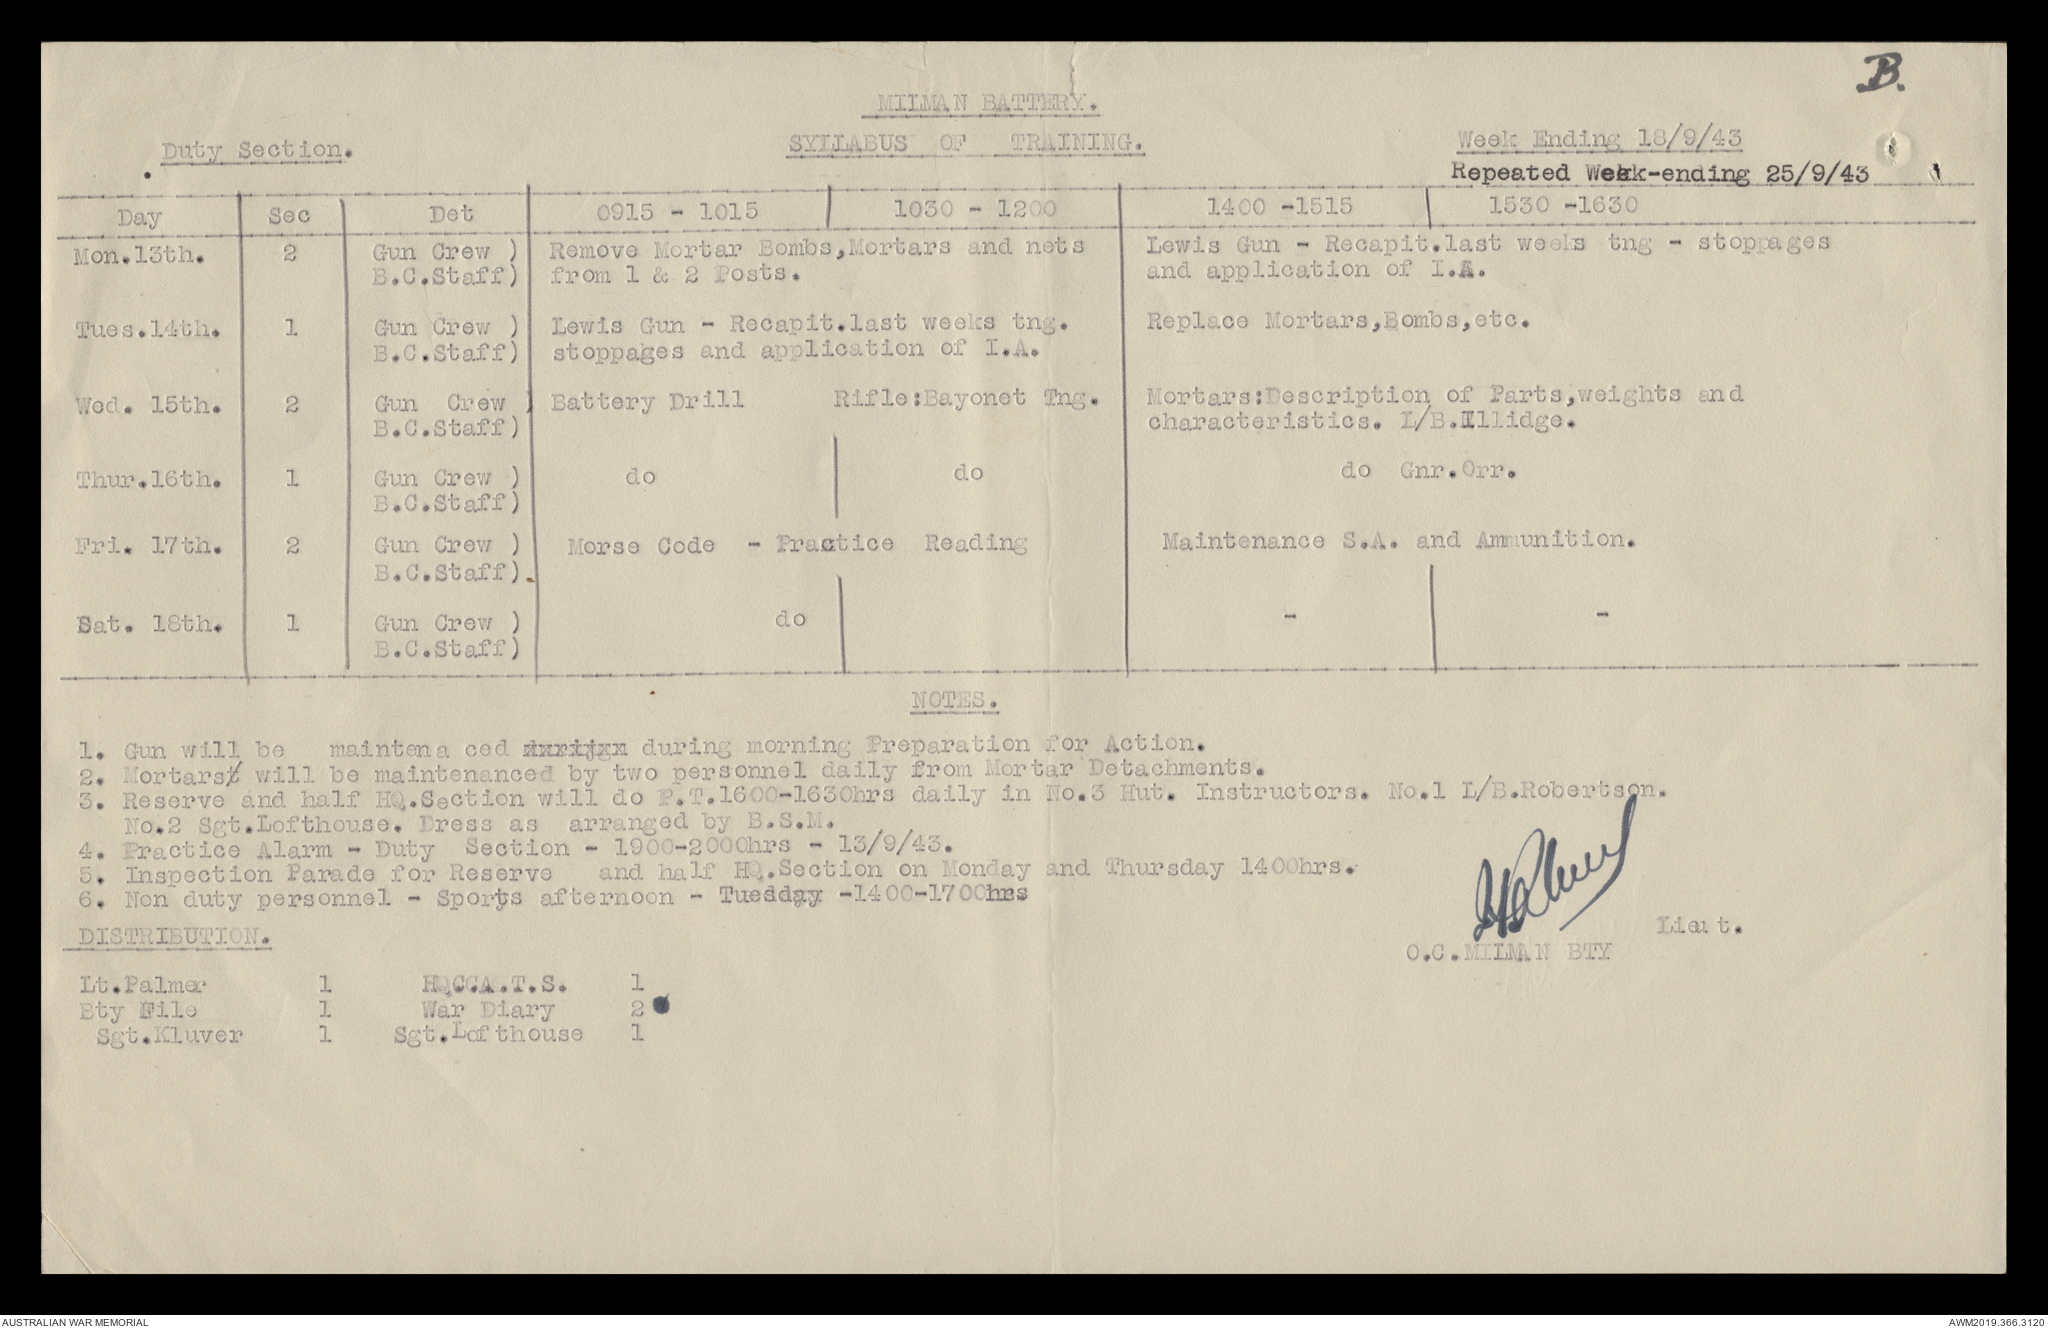 B.
MILMAN BATTERY.
Duty Section. SYLLABUS OF TRAINING. Week Ending 18/9/43
Repeated Week-ending 25/9/43
Day Sec Det 0915 - 1015 1030 - 1200 1400 -1515 1530 -1630
Mon.13th. 2 Gun Crew ) Remove Mortar Bombs,Mortars and nets Lewis Gun - Recapit.last weeks tng - stoppages
B.C.Staff) from 1 & 2 Posts. and application of I.A.
Tues.14th. 1 Gun Crew ) Lewis Gun - Recapit.last weeks tng. Replace Mortars,Bombs,etc.
B.C.Staff) stoppages and application of I.A.
Wed. 15th. 2 Gun Crew ) Battery Drill Rifle:Bayonet Tng. Mortars:Description of Parts,weights and
B.C.Staff) characteristics. L/B.Illidge.
Thur.16th. 1 Gun Crew ) do do do Gnr.Orr.
B.C.Staff)
Fri. 17th. 2 Gun Crew ) Morse Code - Practice Reading Maintenance S.A. and Ammunition.
B.C.Staff)
Sat. 18th. 1 Gun Crew ) do - -
B.C.Staff)
NOTES.
1. Gun will be maintena ced during morning Preparation for Action.
2. Mortars will be maintenanced by two personnel daily from Mortar Detachments.
3. Reserve and half HQ.Section will do P.T.1600-1630hrs daily in No.3 Hut. Instructors. No.1 L/B.Robertson.
No.2 Sgt.Lofthouse. Dress as arranged by B.S.M.
4. Practice Alarm - Duty Section - 1900-2000hrs - 13/9/43.
5. Inspection Parade for Reserve and half HQ.Section on Monday and Thursday 1400hrs.
6. Non duty personnel - Sports afternoon - Tuesday -1400-1700hrs
Lieut.
DISTRIBUTION.
O.C.MILMAN BTY
Lt.Palmer 1 HQCCA.T.S. 1
Bty File 1 War Diary 2
Sgt.Kluver 1 Sgt.Lofthouse 1
AUSTRALIAN WAR MEMORIAL AWM2019.366.3120